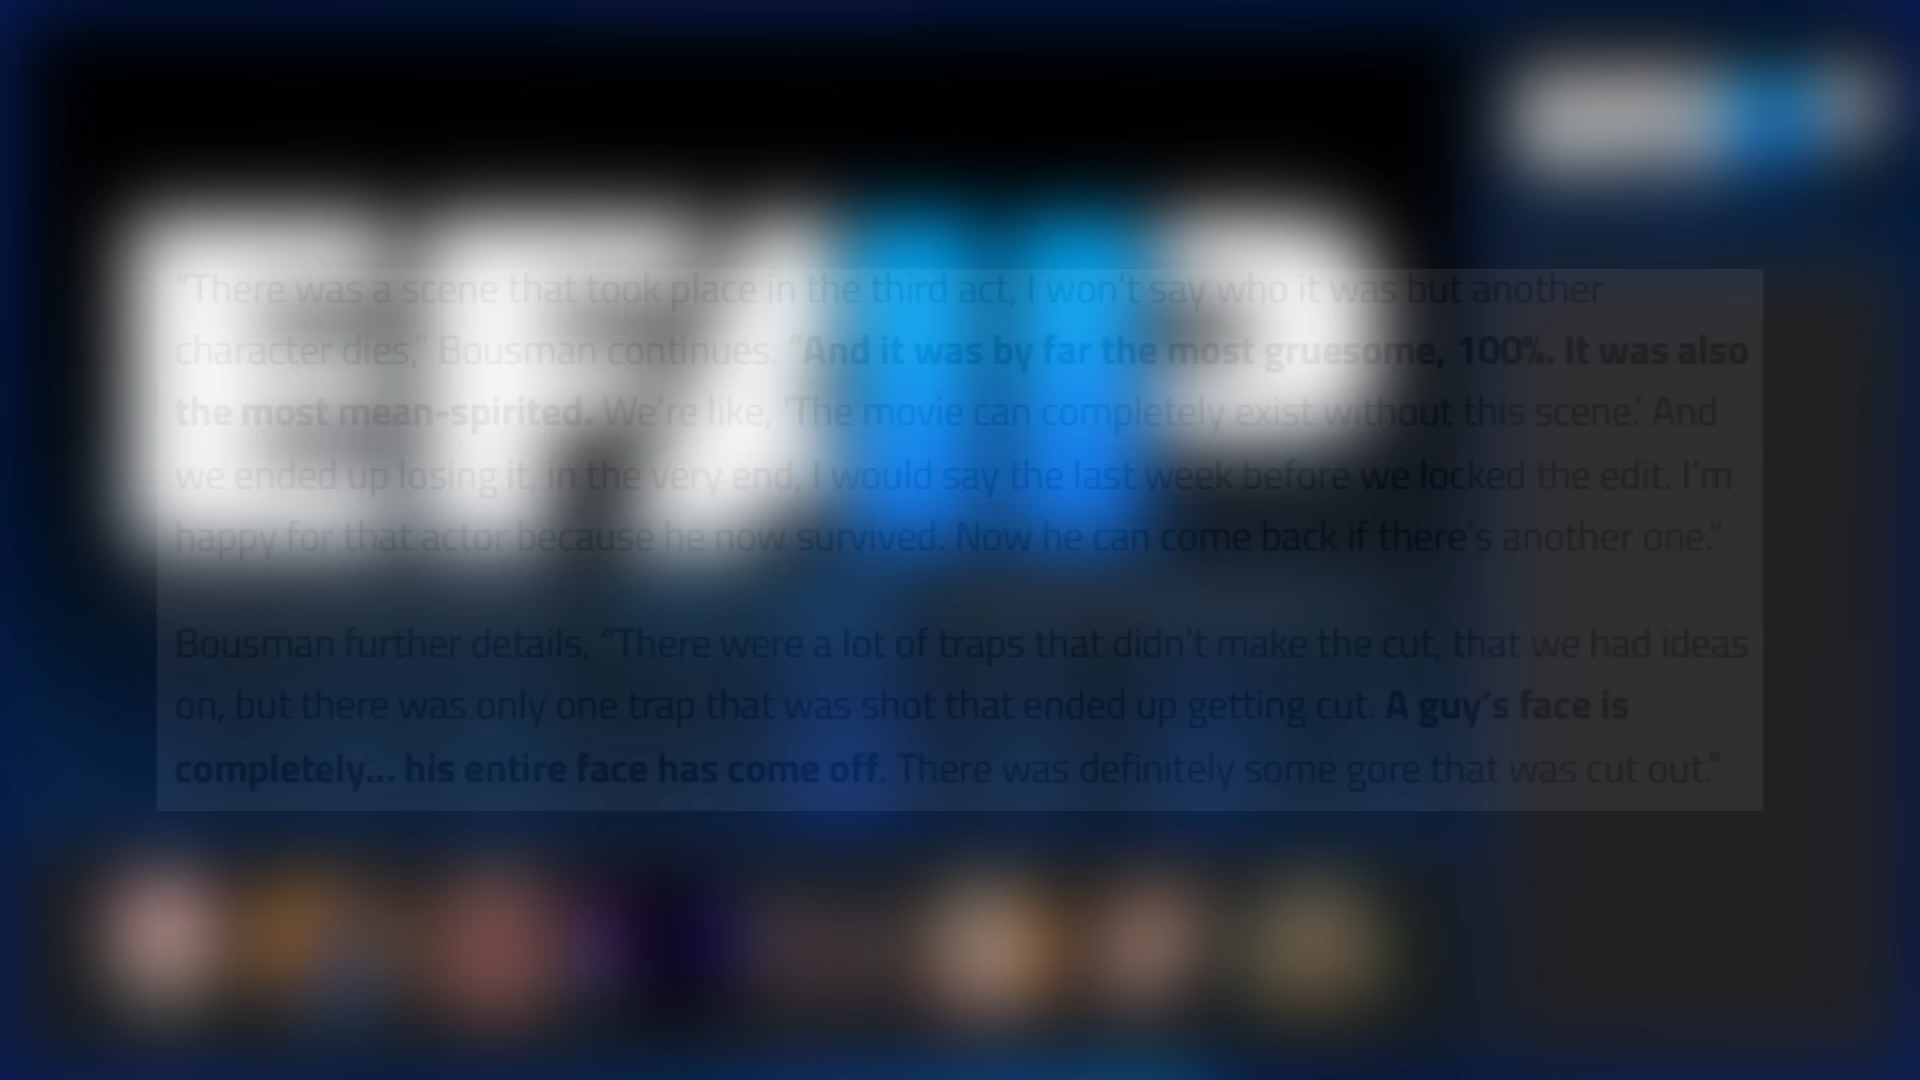 EFAP
“There was a scene that took place in the third act, I won’t say who it was but another
character dies,” Bousman continues. “And it was by far the most gruesome, 100%. It was also
the most mean-spirited. We’re like, ‘The movie can completely exist without this scene.’ And
we ended up losing it, in the very end, I would say the last week before we locked the edit. I’m
happy for that actor because he now survived. Now he can come back if there’s another one.”
Bousman further details, “There were a lot of traps that didn’t make the cut, that we had ideas
on, but there was only one trap that was shot that ended up getting cut. A guy’s face is
completely… his entire face has come off. There was definitely some gore that was cut out.”